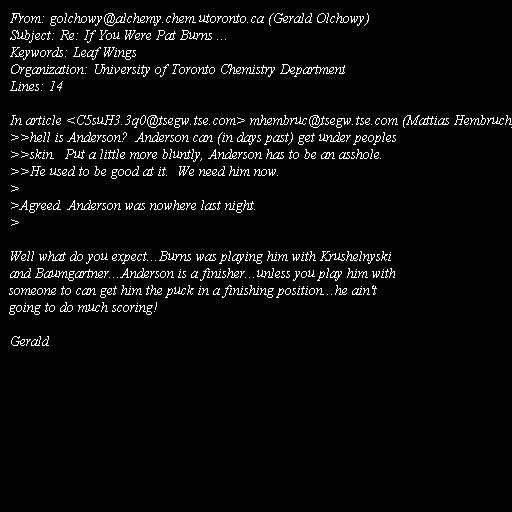 From: golchowy@alchemy.chem.utoronto.ca (Gerald Olchowy)
Subject: Re: If You Were Pat Burns ...
Keywords: Leaf Wings
Organization: University of Toronto Chemistry Department
Lines: 14

In article <C5suH3.3q0@tsegw.tse.com> mhembruc@tsegw.tse.com (Mattias Hembruch)
>>hell is Anderson?  Anderson can (in days past) get under peoples
>>skin.  Put a little more bluntly, Anderson has to be an asshole.
>>He used to be good at it.  We need him now.
>
>Agreed. Anderson was nowhere last night.
>

Well what do you expect...Burns was playing him with Krushelnyski
and Baumgartner...Anderson is a finisher...unless you play him with
someone to can get him the puck in a finishing position...he ain't
going to do much scoring!

Gerald